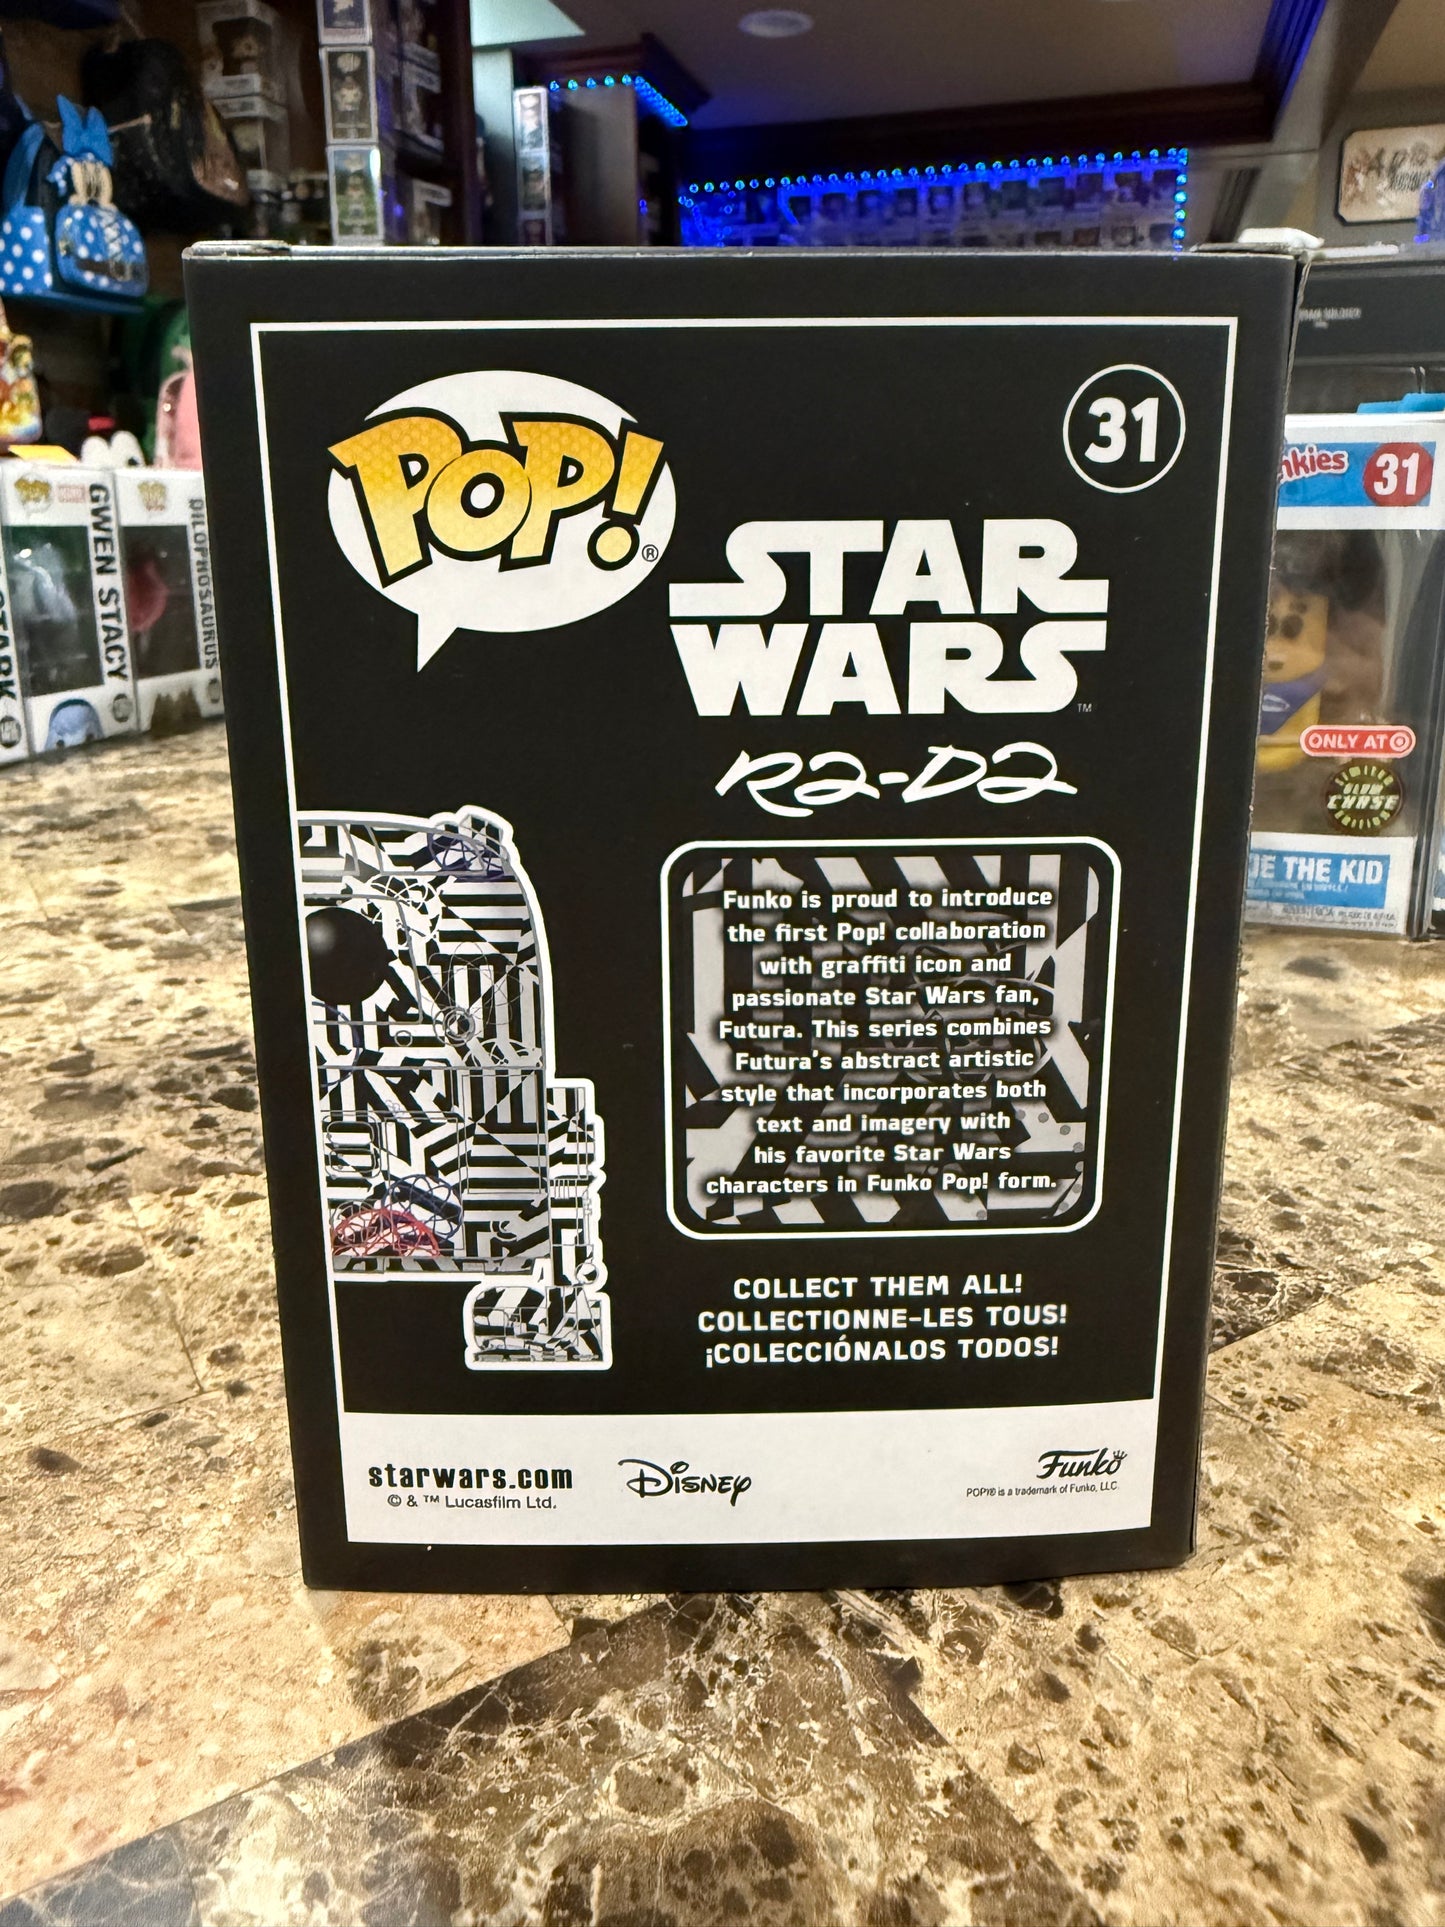 POP!®
31
STAR
WARS
™
R2-D2
Funko is proud to introduce
the first Pop! collaboration
with graffiti icon and
passionate Star Wars fan,
Futura. This series combines
Futura's abstract artistic
style that incorporates both
text and imagery with
his favorite Star Wars
characters in Funko Pop! form.
COLLECT THEM ALL!
COLLECTIONNE-LES TOUS!
¡COLECCIÓNALOS TODOS!
starwars.com
© & ™ Lucasfilm Ltd.
Disney
Funko
POP!® is a trademark of Funko, LLC.
GWEN STACY
DILOPHOSAURUS
31
ONLY AT
LIMITED
GLOW
CHASE
EDITION
THE KID